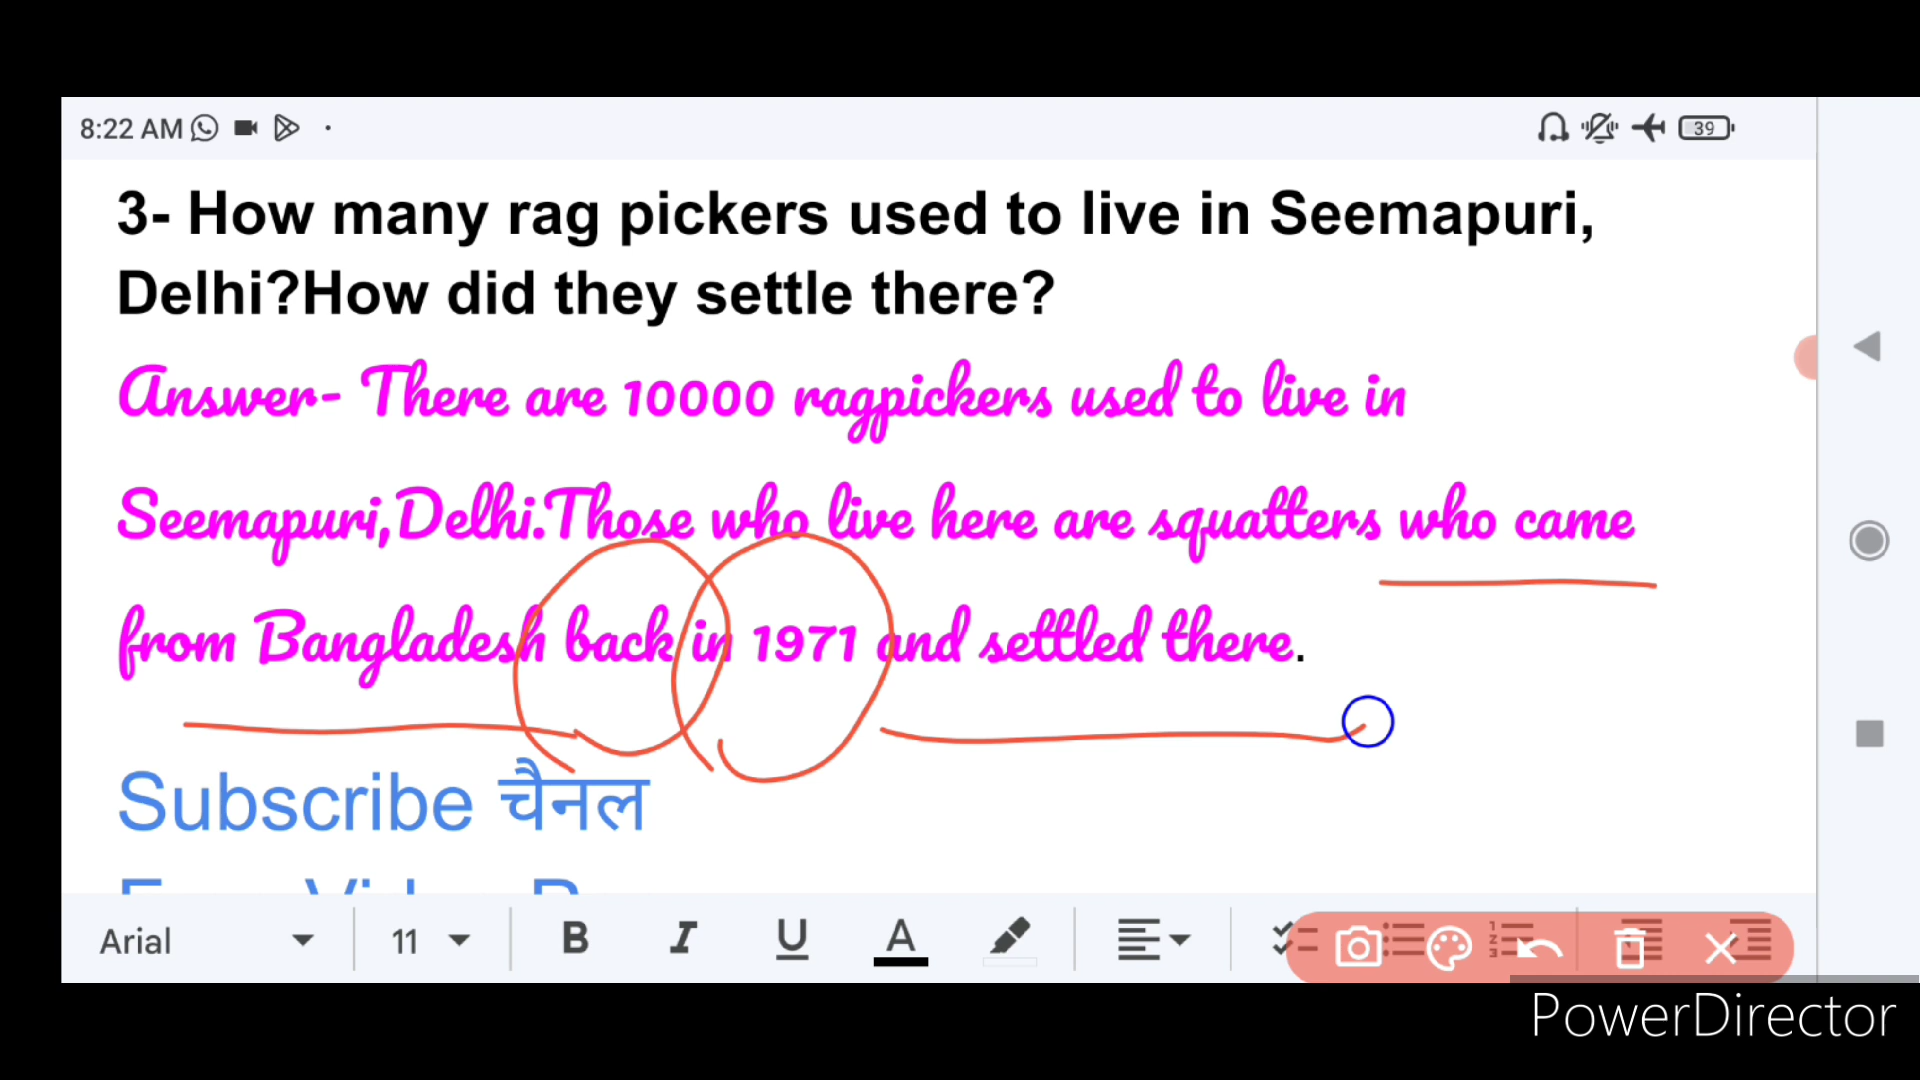 8:22 AM
39
3- How many rag pickers used to live in Seemapuri,
Delhi?How did they settle there?
Answer- There are 10000 ragpickers used to live in
Seemapuri,Delhi.Those who live here are squatters who came
from Bangladesh back in 1971 and settled there.
Subscribe चैनल
Arial 11 B I U A
PowerDirector